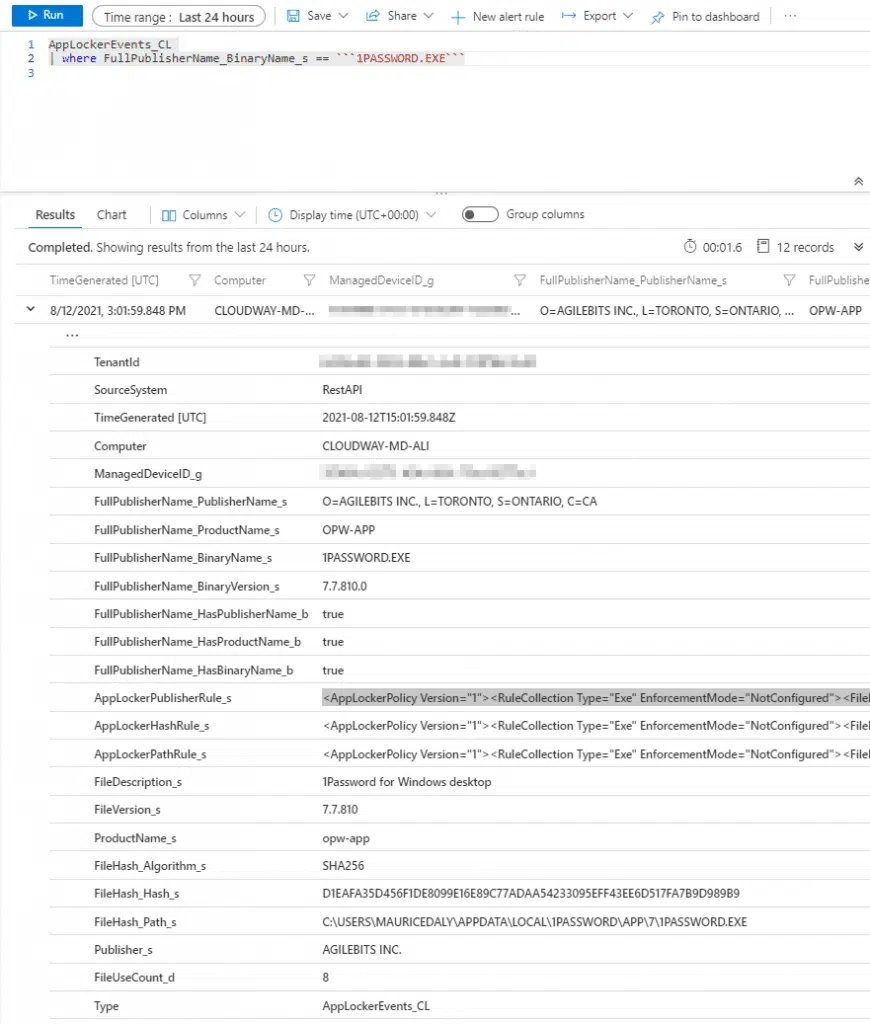 Run Time range : Last 24 hours Save Share New alert rule Export Pin to dashboard ...
1 AppLockerEvents_CL
2 | where FullPublisherName_BinaryName_s == ```1PASSWORD.EXE```
3
Results Chart Columns Display time (UTC+00:00) Group columns
Completed. Showing results from the last 24 hours. 00:01.6 12 records
TimeGenerated [UTC] Computer ManagedDeviceID_g FullPublisherName_PublisherName_s FullPublishe
8/12/2021, 3:01:59.848 PM CLOUDWAY-MD-... ... O=AGILEBITS INC., L=TORONTO, S=ONTARIO, ... OPW-APP
...
TenantId
SourceSystem RestAPI
TimeGenerated [UTC] 2021-08-12T15:01:59.848Z
Computer CLOUDWAY-MD-ALI
ManagedDeviceID_g
FullPublisherName_PublisherName_s O=AGILEBITS INC., L=TORONTO, S=ONTARIO, C=CA
FullPublisherName_ProductName_s OPW-APP
FullPublisherName_BinaryName_s 1PASSWORD.EXE
FullPublisherName_BinaryVersion_s 7.7.810.0
FullPublisherName_HasPublisherName_b true
FullPublisherName_HasProductName_b true
FullPublisherName_HasBinaryName_b true
AppLockerPublisherRule_s <AppLockerPolicy Version="1"><RuleCollection Type="Exe" EnforcementMode="NotConfigured"><Fil
AppLockerHashRule_s <AppLockerPolicy Version="1"><RuleCollection Type="Exe" EnforcementMode="NotConfigured"><Fil
AppLockerPathRule_s <AppLockerPolicy Version="1"><RuleCollection Type="Exe" EnforcementMode="NotConfigured"><Fil
FileDescription_s 1Password for Windows desktop
FileVersion_s 7.7.810
ProductName_s opw-app
FileHash_Algorithm_s SHA256
FileHash_Hash_s D1EAFA35D456F1DE8099E16E89C77ADAA54233095EFF43EE6D517FA7B9D989B9
FileHash_Path_s C:\USERS\MAURICEDALY\APPDATA\LOCAL\1PASSWORD\APP\7\1PASSWORD.EXE
Publisher_s AGILEBITS INC.
FileUseCount_d 8
Type AppLockerEvents_CL